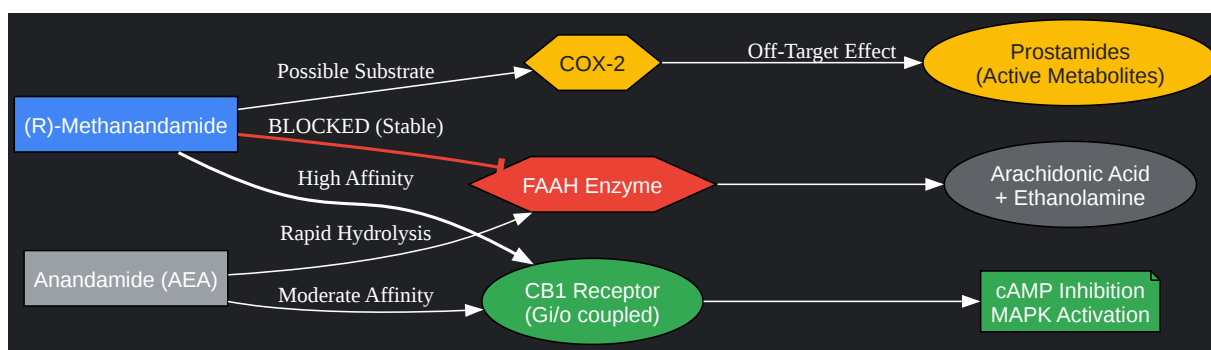 Possible Substrate
COX-2
Off-Target Effect
Prostamides
(Active Metabolites)
(R)-Methanandamide
BLOCKED (Stable)
High Affinity
FAAH Enzyme
Arachidonic Acid
+ Ethanolamine
Rapid Hydrolysis
Anandamide (AEA)
Moderate Affinity
CB1 Receptor
(Gi/o coupled)
cAMP Inhibition
MAPK Activation